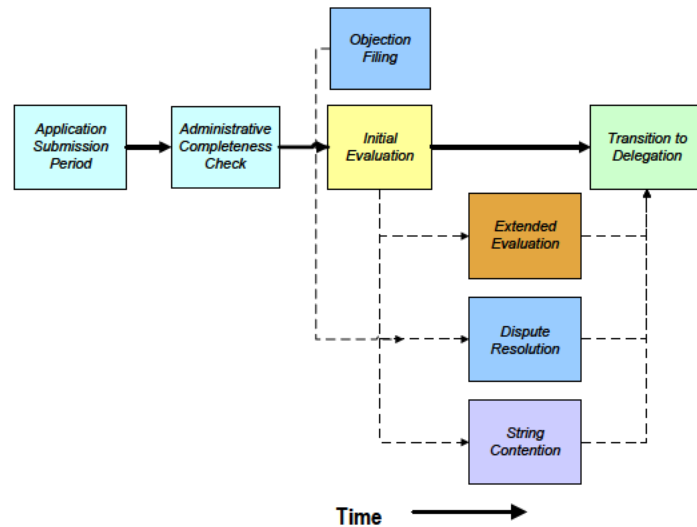 Objection
Filing
Application
Submission
Period
Administrative
Completeness
Check
Initial
Evaluation
Transition to
Delegation
Extended
Evaluation
Dispute
Resolution
String
Contention
Time